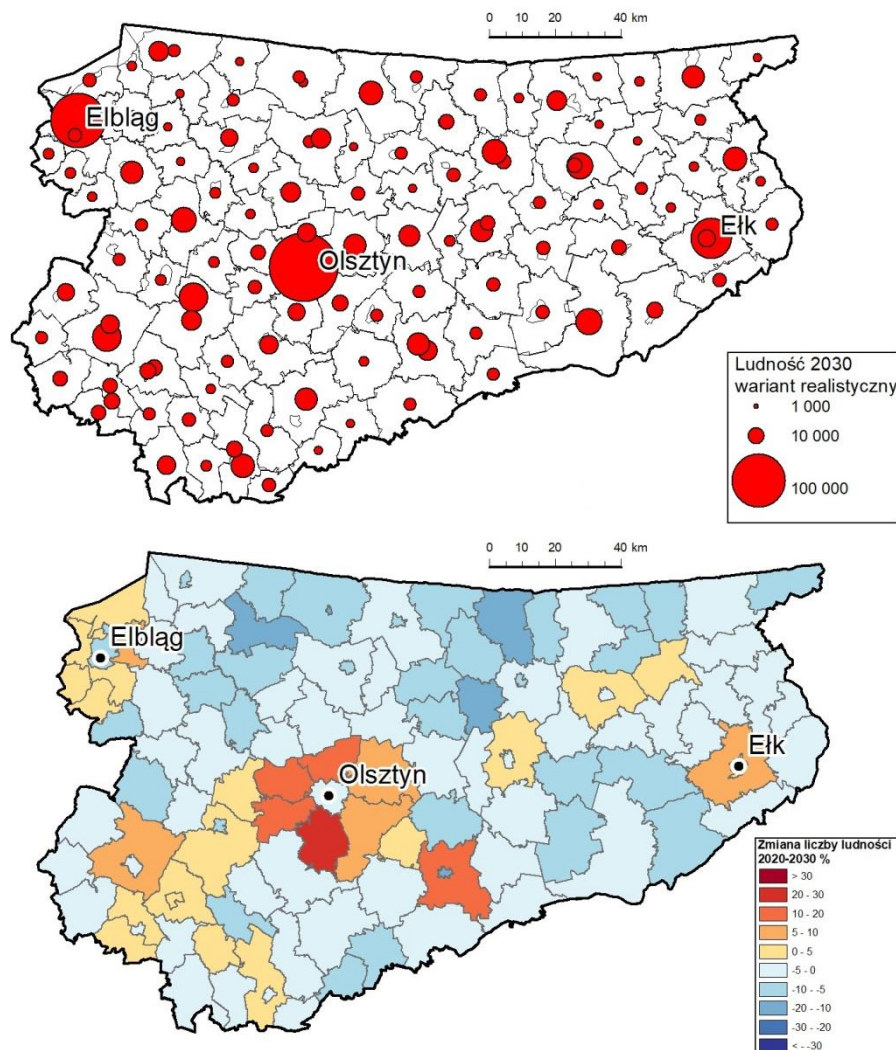 0 10 20 40 km
Elbląg
Ełk
Olsztyn
Ludność 2030
wariant realistyczny
1 000
10 000
100 000
0 10 20 40 km
Elbląg
Ełk
Olsztyn
Zmiana liczby ludności
2020-2030 %
> 30
20 - 30
10 - 20
5 - 10
0 - 5
-5 - 0
-10 - -5
-20 - -10
-30 - -20
< - -30